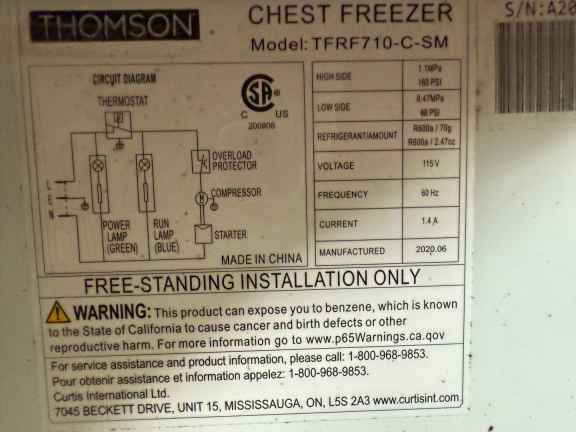 THOMSON
CHEST FREEZER
Model: TFRF710-C-SM
S/N:A20
CIRCUIT DIAGRAM
THERMOSTAT
OVERLOAD
PROTECTOR
COMPRESSOR
M
STARTER
L
E
N
POWER
LAMP
(GREEN)
RUN
LAMP
(BLUE)
CSA
C US
200808
MADE IN CHINA
HIGH SIDE 1.1MPa
160 PSI
LOW SIDE 0.47MPa
68 PSI
REFRIGERANT/AMOUNT R600a / 70g
R600a / 2.47oz
VOLTAGE 115V
FREQUENCY 60 Hz
CURRENT 1.4 A
MANUFACTURED 2020.06
FREE-STANDING INSTALLATION ONLY
WARNING: This product can expose you to benzene, which is known
to the State of California to cause cancer and birth defects or other
reproductive harm. For more information go to www.p65Warnings.ca.gov
For service assistance and product information, please call: 1-800-968-9853.
Pour obtenir assistance et information appelez: 1-800-968-9853.
Curtis International Ltd.
7045 BECKETT DRIVE, UNIT 15, MISSISSAUGA, ON, L5S 2A3 www.curtisint.com